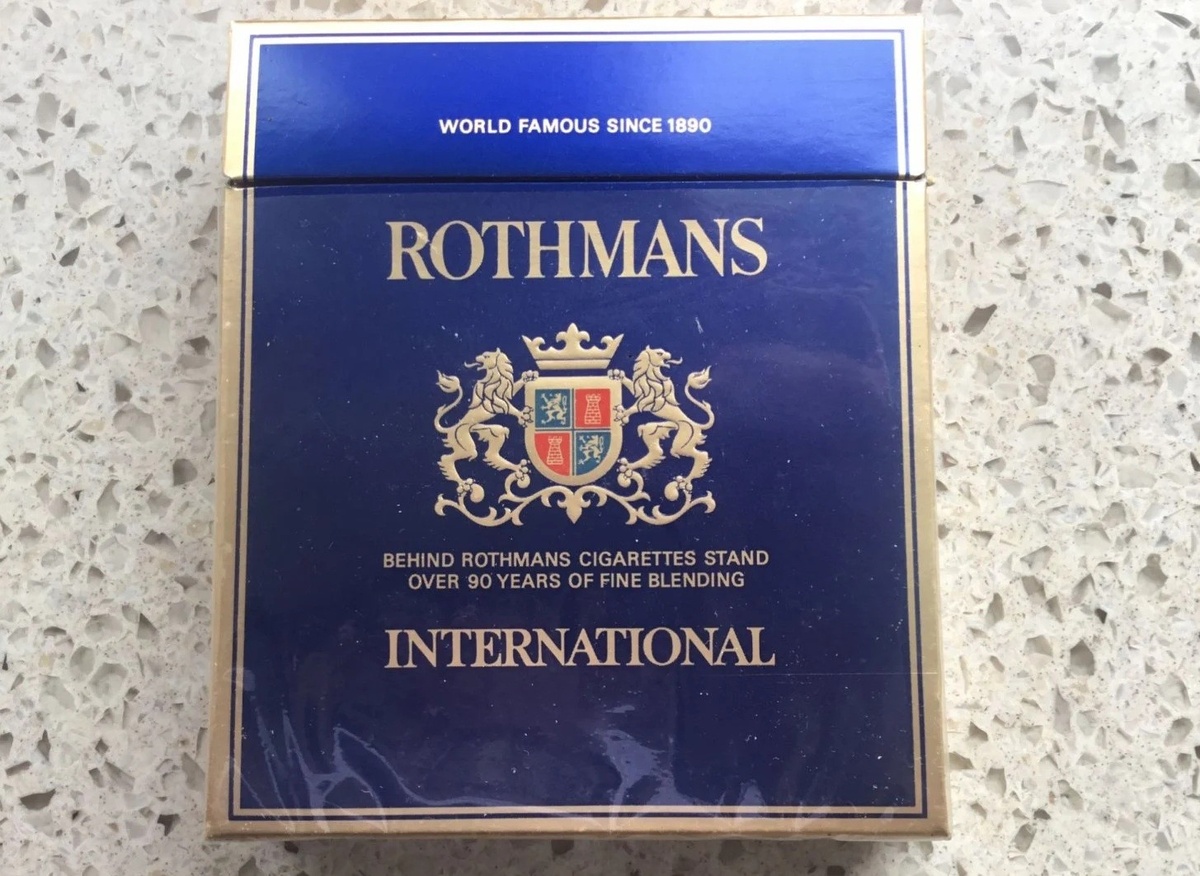 WORLD FAMOUS SINCE 1890
ROTHMANS
BEHIND ROTHMANS CIGARETTES STAND
OVER 90 YEARS OF FINE BLENDING
INTERNATIONAL